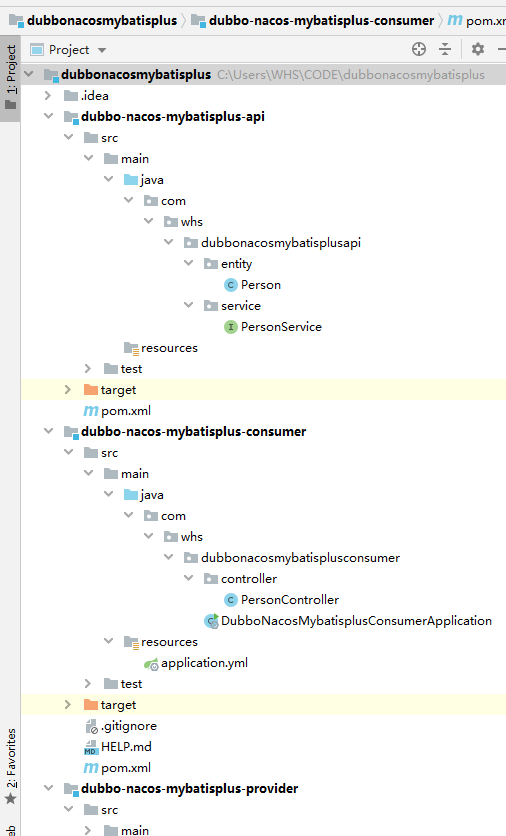 dubbonacosmybatisplus dubbo-nacos-mybatisplus-consumer m pom.xm
1: Project
Project
dubbonacosmybatisplus C:\Users\WHS\CODE\dubbonacosmybatisplus
.idea
dubbo-nacos-mybatisplus-api
src
main
java
com
whs
dubbonacosmybatisplusapi
entity
C Person
service
I PersonService
resources
test
target
m pom.xml
dubbo-nacos-mybatisplus-consumer
src
main
java
com
whs
dubbonacosmybatisplusconsumer
controller
C PersonController
C DubboNacosMybatisplusConsumerApplication
resources
application.yml
test
target
.gitignore
MD HELP.md
m pom.xml
dubbo-nacos-mybatisplus-provider
src
main
2: Favorites
eb